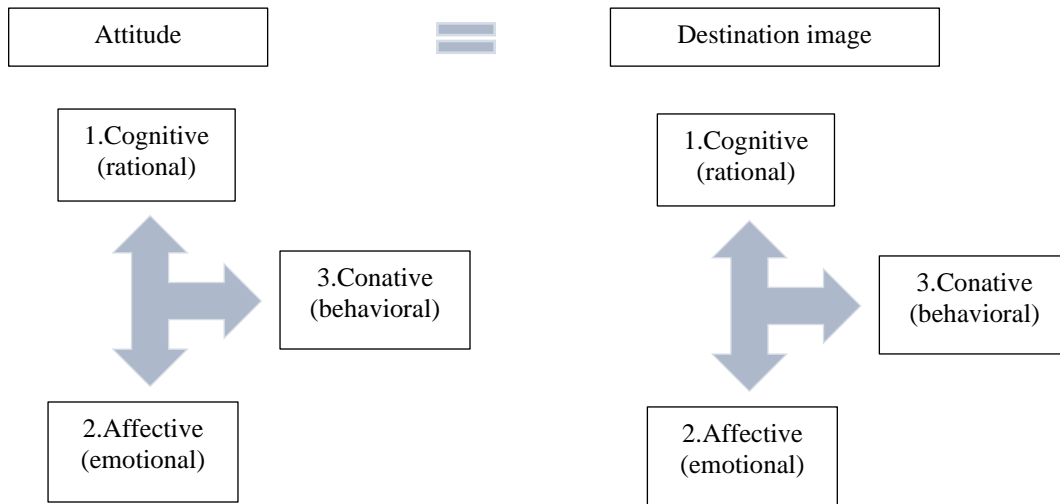 Attitude
Destination image
1.Cognitive
(rational)
1.Cognitive
(rational)
3.Conative
(behavioral)
3.Conative
(behavioral)
2.Affective
(emotional)
2.Affective
(emotional)